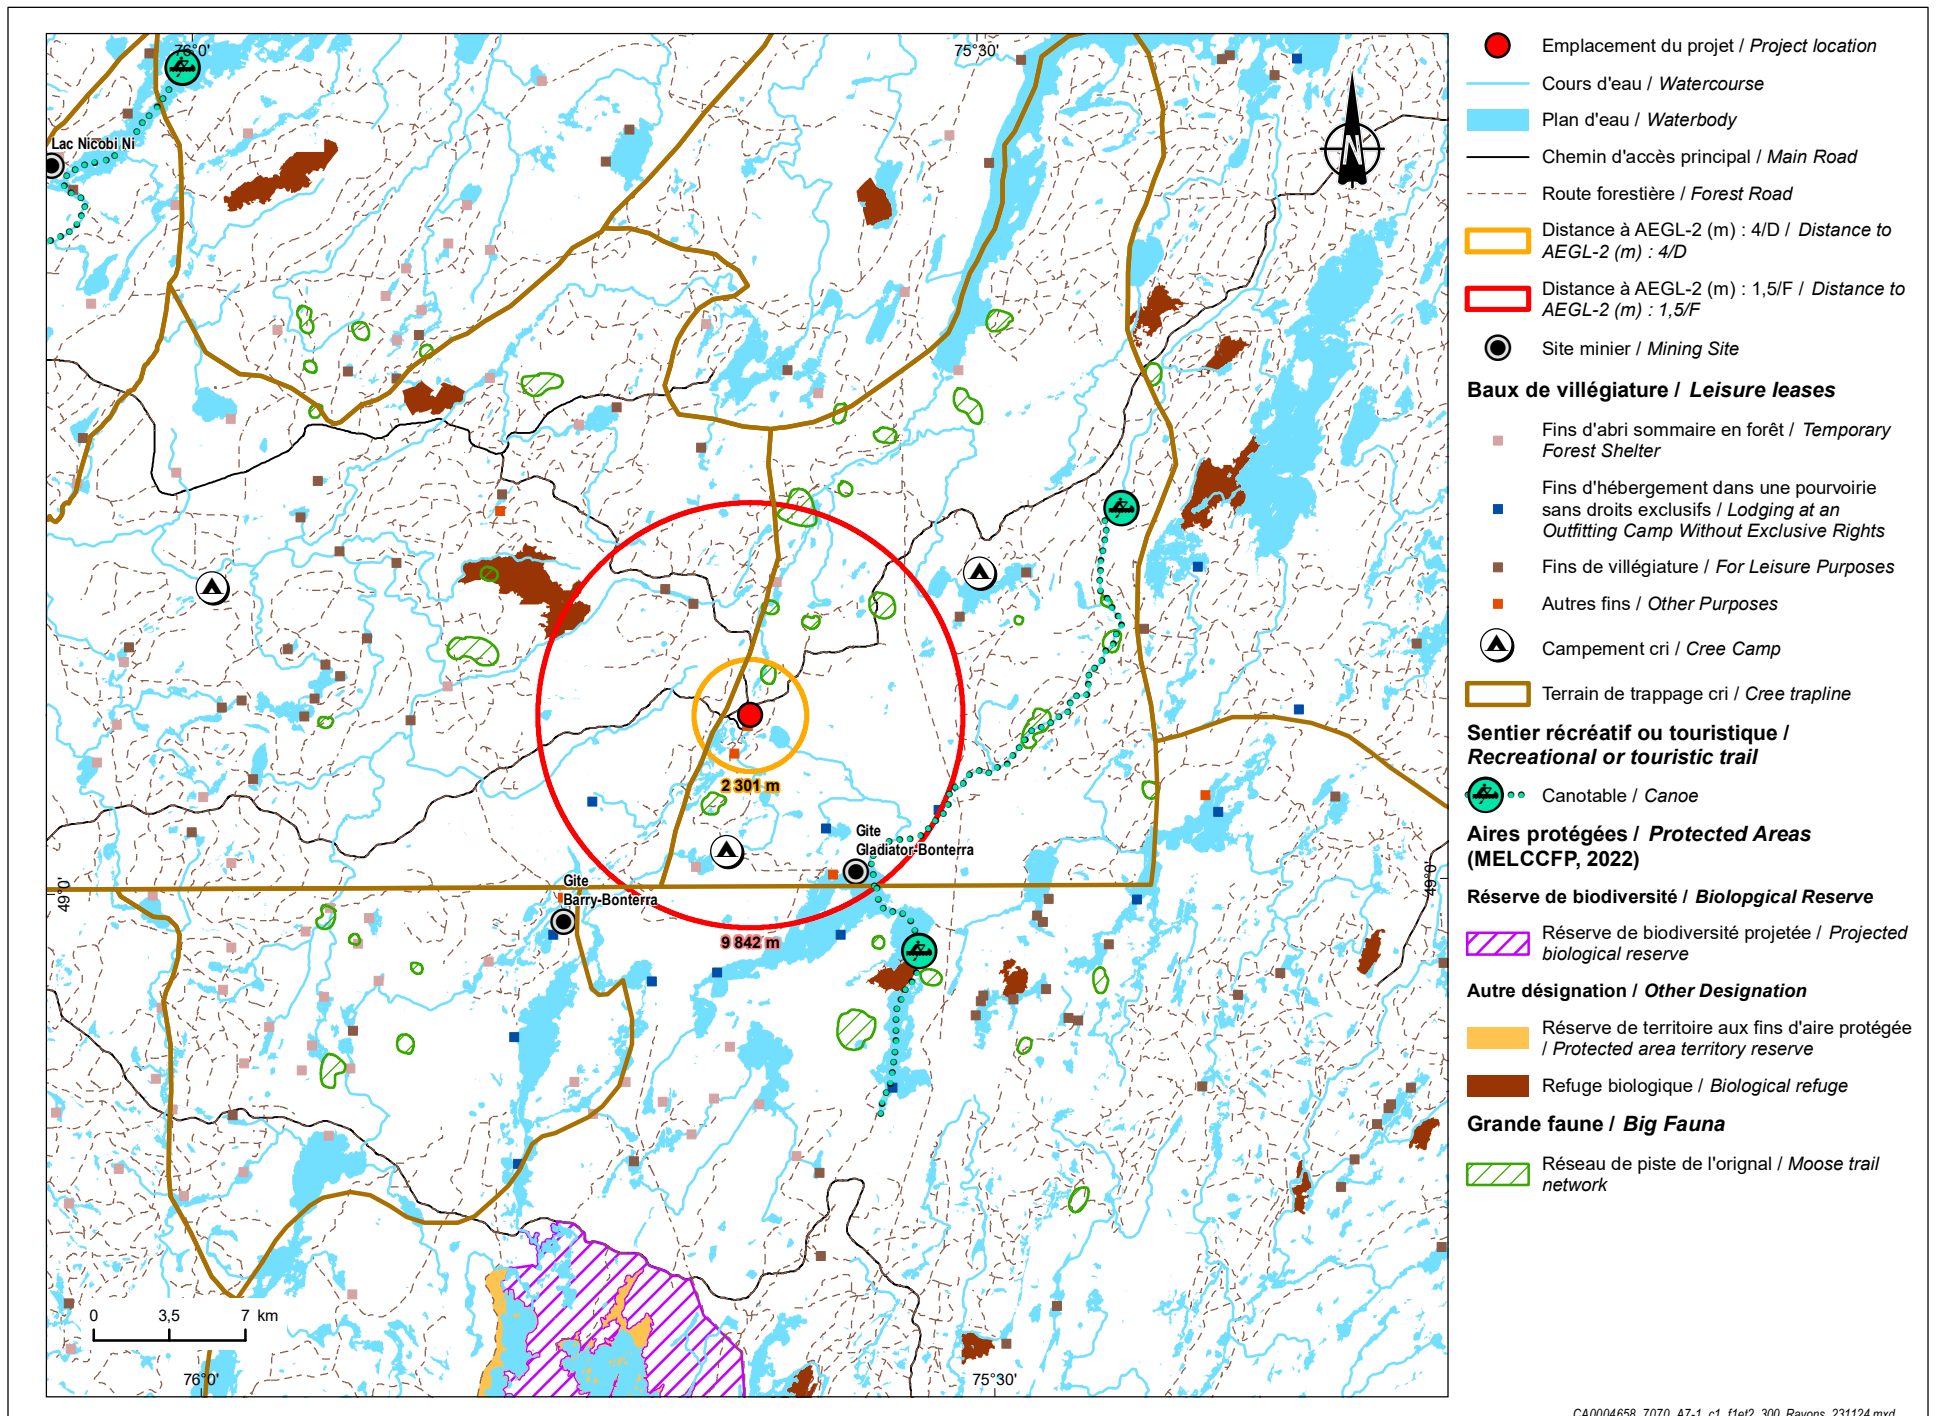 76°0'
75°30'
Lac Nicobi Ni
2 301 m
Gite
Gladiator-Bonterra
Gite
Barry-Bonterra
9 842 m
49°0'
49°0'
0 3,5 7 km
76°0'
75°30'
N
Emplacement du projet / Project location
Cours d'eau / Watercourse
Plan d'eau / Waterbody
Chemin d'accès principal / Main Road
Route forestière / Forest Road
Distance à AEGL-2 (m) : 4/D / Distance to
AEGL-2 (m) : 4/D
Distance à AEGL-2 (m) : 1,5/F / Distance to
AEGL-2 (m) : 1,5/F
Site minier / Mining Site
Baux de villégiature / Leisure leases
Fins d'abri sommaire en forêt / Temporary
Forest Shelter
Fins d'hébergement dans une pourvoirie
sans droits exclusifs / Lodging at an
Outfitting Camp Without Exclusive Rights
Fins de villégiature / For Leisure Purposes
Autres fins / Other Purposes
Campement cri / Cree Camp
Terrain de trappage cri / Cree trapline
Sentier récréatif ou touristique /
Recreational or touristic trail
Canotable / Canoe
Aires protégées / Protected Areas
(MELCCFP, 2022)
Réserve de biodiversité / Biolopgical Reserve
Réserve de biodiversité projetée / Projected
biological reserve
Autre désignation / Other Designation
Réserve de territoire aux fins d'aire protégée
/ Protected area territory reserve
Refuge biologique / Biological refuge
Grande faune / Big Fauna
Réseau de piste de l'orignal / Moose trail
network
CA0004658_7070_A7-1_c1_f1et2_300_Rayons_231124.mxd